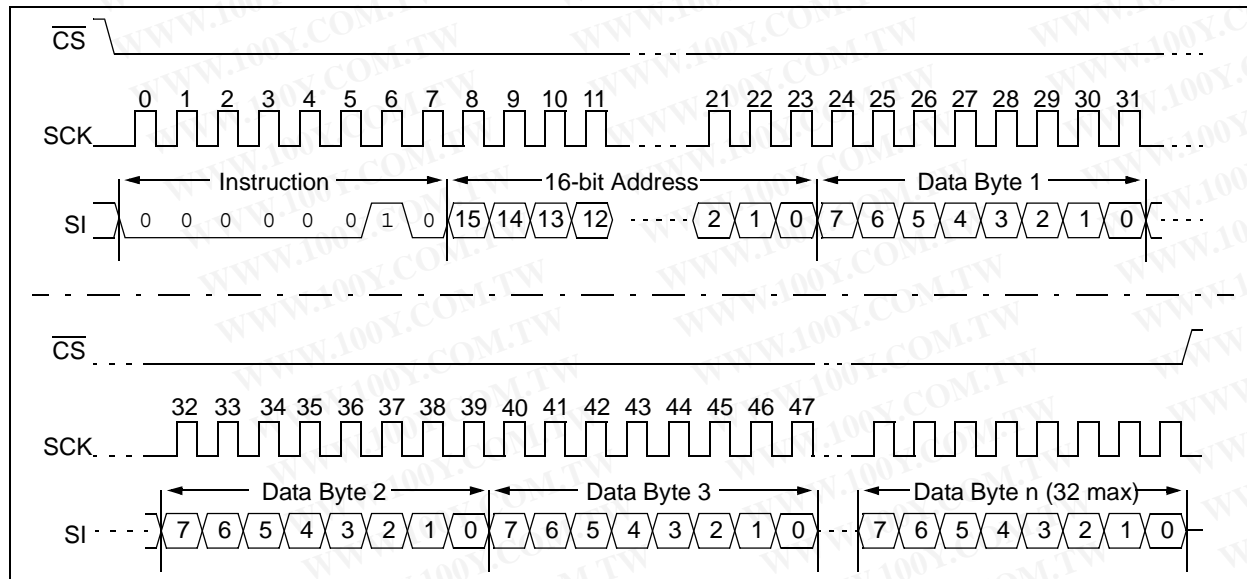 CS
0 1 2 3 4 5 6 7 8 9 10 11 21 22 23 24 25 26 27 28 29 30 31
SCK
Instruction 16-bit Address Data Byte 1
SI 0 0 0 0 0 0 1 0 15 14 13 12 2 1 0 7 6 5 4 3 2 1 0
CS
32 33 34 35 36 37 38 39 40 41 42 43 44 45 46 47
SCK
Data Byte 2 Data Byte 3 Data Byte n (32 max)
SI 7 6 5 4 3 2 1 0 7 6 5 4 3 2 1 0 7 6 5 4 3 2 1 0
WWW.100Y.COM.TW